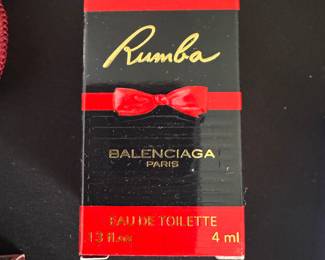 Rumba
BALENCIAGA
PARIS
EAU DE TOILETTE
.13 fl.oz 4 ml